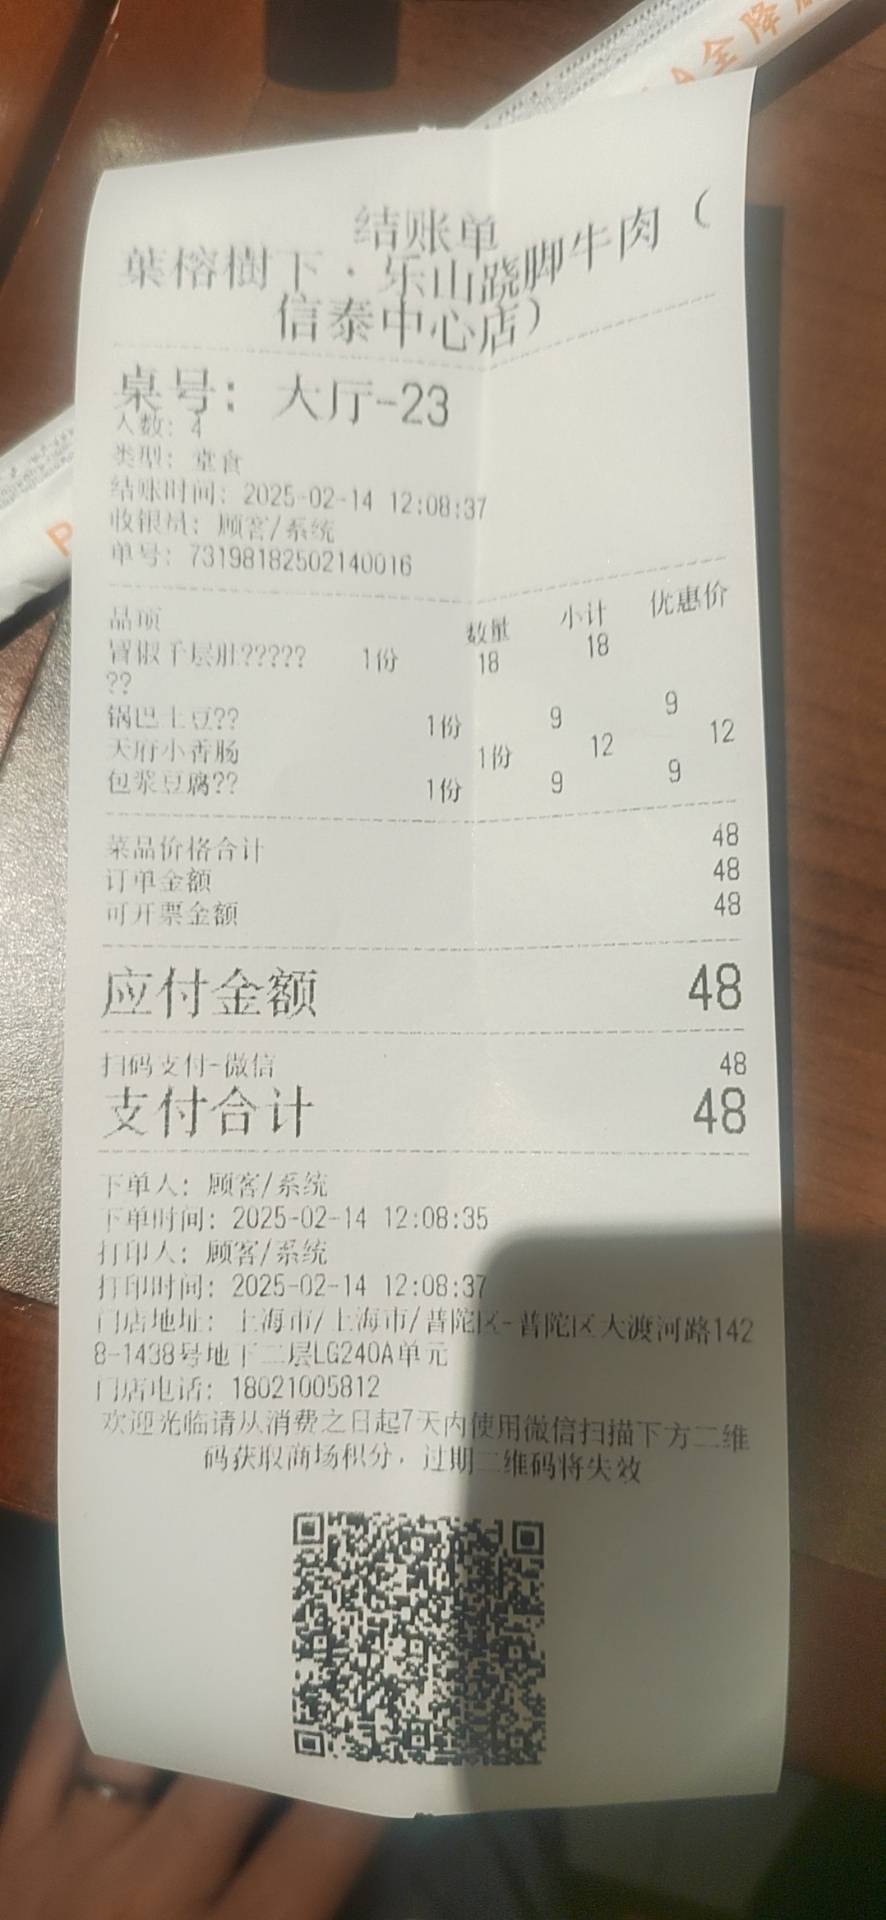 全降
结账单
葉榕樹下·乐山跷脚牛肉（
信泰中心店）
桌号: 大厅-23
人数: 4
类型: 堂食
结账时间: 2025-02-14 12:08:37
收银员: 顾客/系统
单号: 731981825021400​16
品项 数量 小计 优惠价
冒椒千层肚????? 1份 18 18
??
锅巴土豆?? 1份 9 9
天府小香肠 1份 12 12
包浆豆腐?? 1份 9 9
菜品价格合计 48
订单金额 48
可开票金额 48
应付金额 48
扫码支付-微信 48
支付合计 48
下单人: 顾客/系统
下单时间: 2025-02-14 12:08:35
打印人: 顾客/系统
打印时间: 2025-02-14 12:08:37
门店地址: 上海市/上海市/普陀区-普陀区大渡河路142
8-1438号地下二层LG240A单元
门店电话: 18021005812
欢迎光临请从消费之日起7天内使用微信扫描下方二维
码获取商场积分，过期二维码将失效